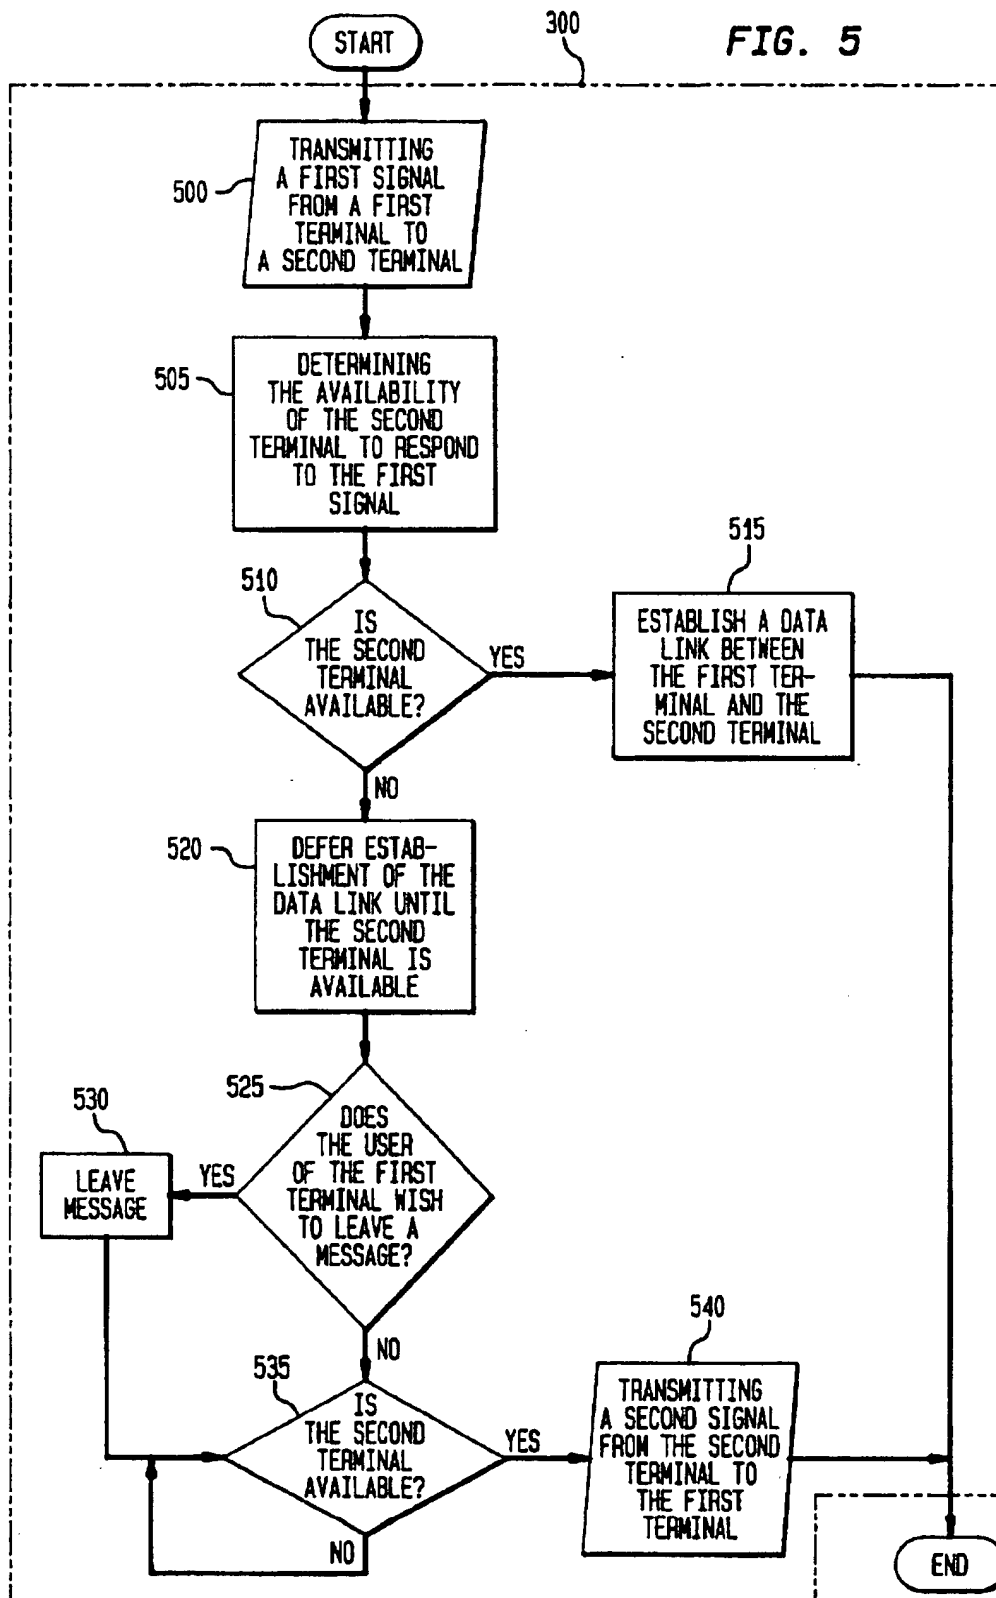 START
300
FIG. 5
500
TRANSMITTING
A FIRST SIGNAL
FROM A FIRST
TERMINAL TO
A SECOND TERMINAL
505
DETERMINING
THE AVAILABILITY
OF THE SECOND
TERMINAL TO RESPOND
TO THE FIRST
SIGNAL
510
IS
THE SECOND
TERMINAL
AVAILABLE?
YES
515
ESTABLISH A DATA
LINK BETWEEN
THE FIRST TER-
MINAL AND THE
SECOND TERMINAL
NO
520
DEFER ESTAB-
LISHMENT OF THE
DATA LINK UNTIL
THE SECOND
TERMINAL IS
AVAILABLE
525
DOES
THE USER
OF THE FIRST
TERMINAL WISH
TO LEAVE A
MESSAGE?
YES
530
LEAVE
MESSAGE
NO
535
IS
THE SECOND
TERMINAL
AVAILABLE?
YES
540
TRANSMITTING
A SECOND SIGNAL
FROM THE SECOND
TERMINAL TO
THE FIRST
TERMINAL
NO
END